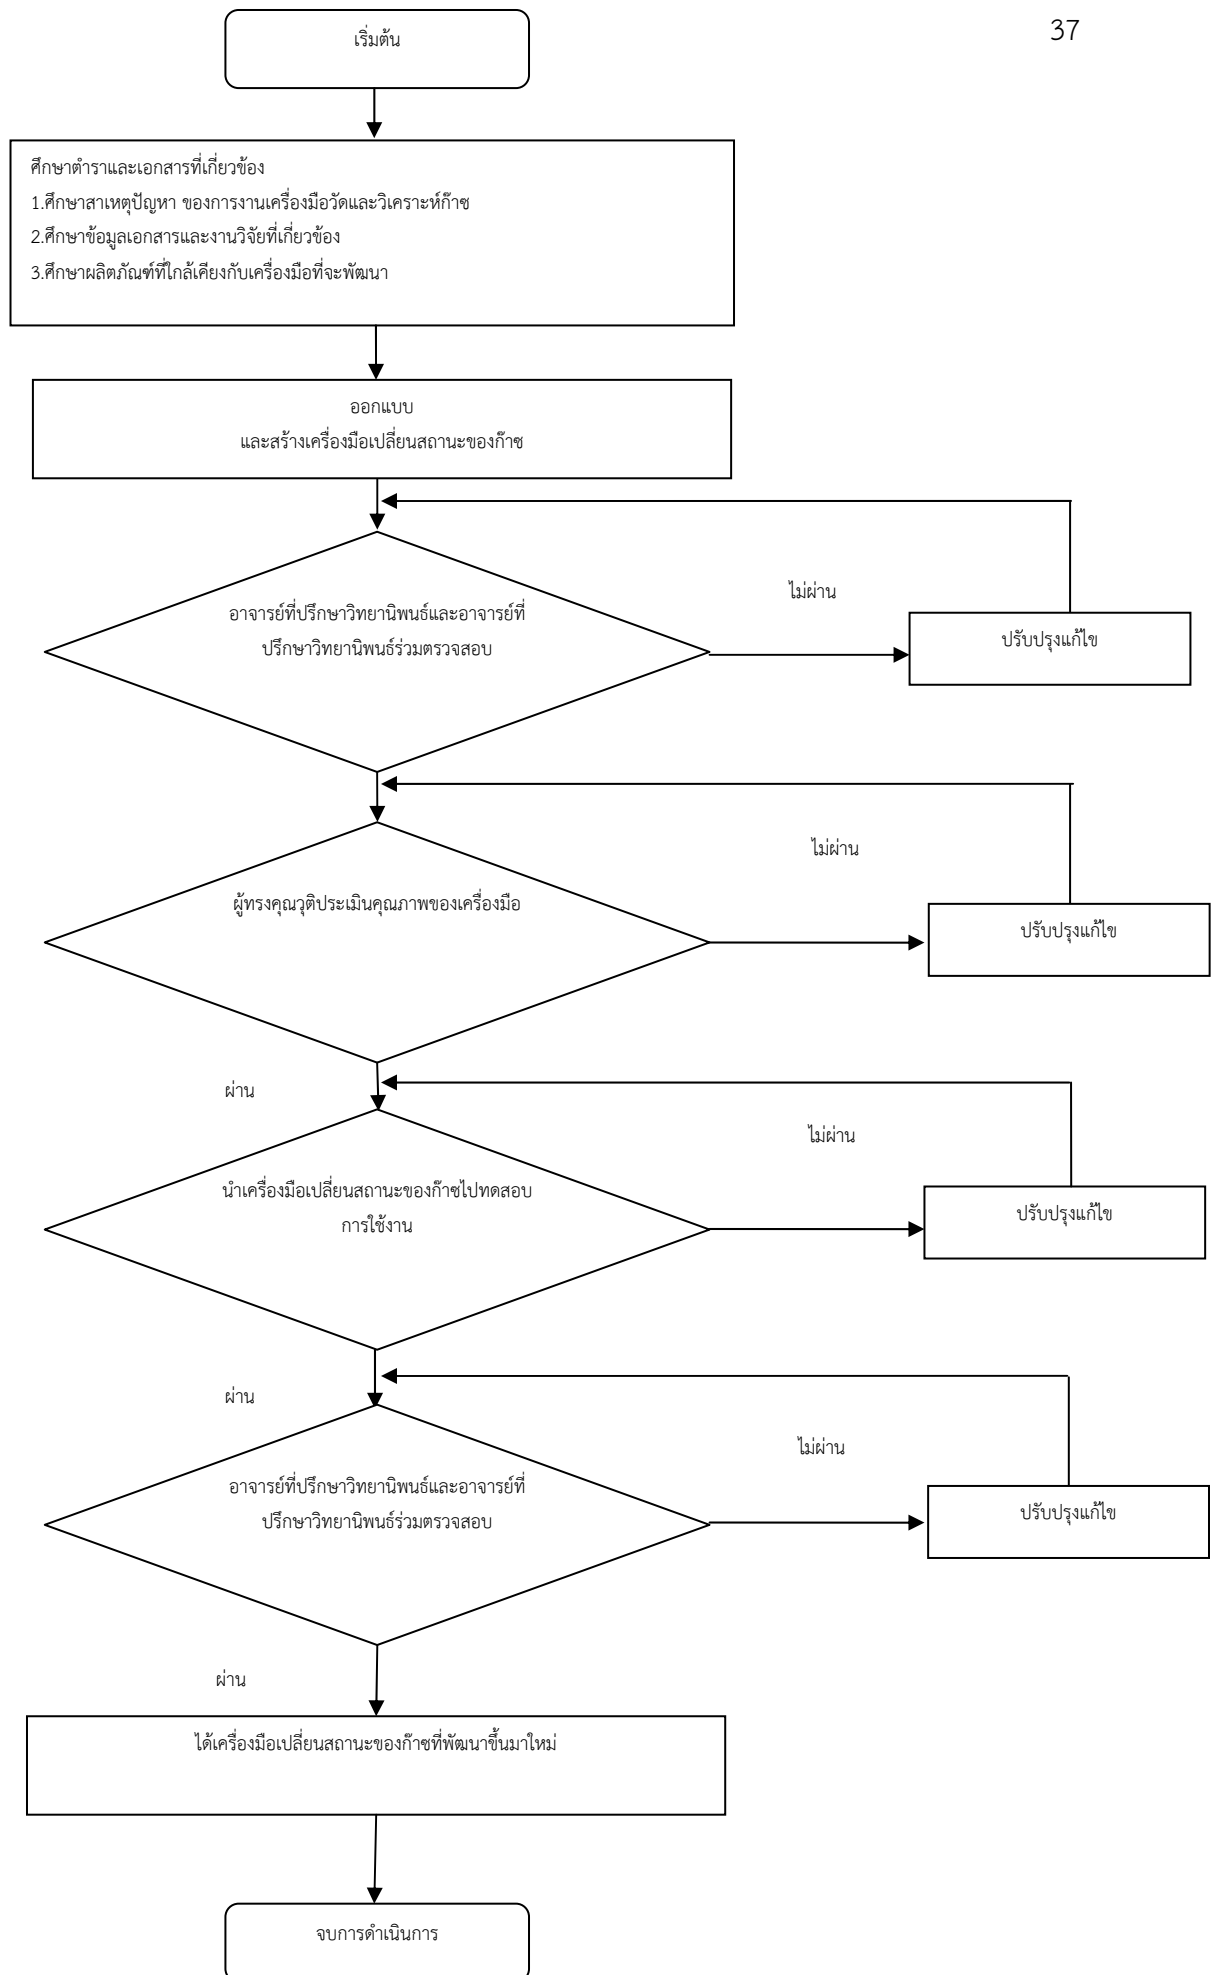 37
เริ่มต้น
ศึกษาตำราและเอกสารที่เกี่ยวข้อง
1.ศึกษาสาเหตุปัญหา ของการงานเครื่องมือวัดและวิเคราะห์ก๊าซ
2.ศึกษาข้อมูลเอกสารและงานวิจัยที่เกี่ยวข้อง
3.ศึกษาผลิตภัณฑ์ที่ใกล้เคียงกับเครื่องมือที่จะพัฒนา
ออกแบบ
และสร้างเครื่องมือเปลี่ยนสถานะของก๊าซ
อาจารย์ที่ปรึกษาวิทยานิพนธ์และอาจารย์ที่
ปรึกษาวิทยานิพนธ์ร่วมตรวจสอบ
ไม่ผ่าน
ปรับปรุงแก้ไข
ผู้ทรงคุณวุติประเมินคุณภาพของเครื่องมือ
ไม่ผ่าน
ปรับปรุงแก้ไข
ผ่าน
นำเครื่องมือเปลี่ยนสถานะของก๊าซไปทดสอบ
การใช้งาน
ไม่ผ่าน
ปรับปรุงแก้ไข
ผ่าน
อาจารย์ที่ปรึกษาวิทยานิพนธ์และอาจารย์ที่
ปรึกษาวิทยานิพนธ์ร่วมตรวจสอบ
ไม่ผ่าน
ปรับปรุงแก้ไข
ผ่าน
ได้เครื่องมือเปลี่ยนสถานะของก๊าซที่พัฒนาขึ้นมาใหม่
จบการดำเนินการ